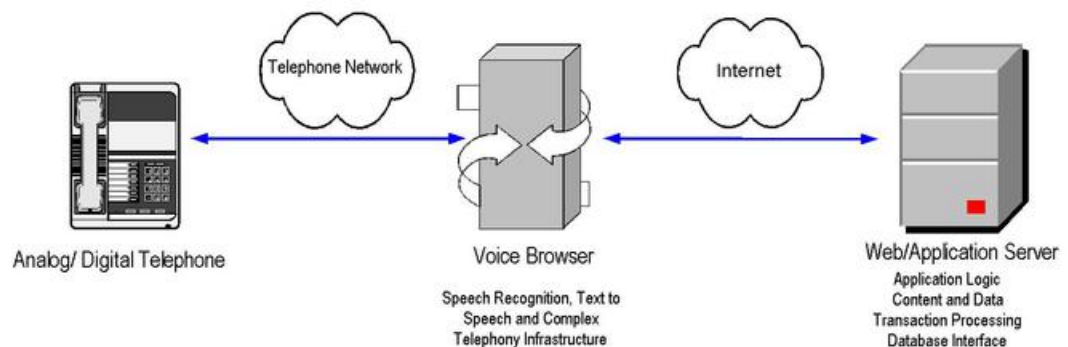 Telephone Network
Internet
Analog/ Digital Telephone
Voice Browser
Speech Recognition, Text to
Speech and Complex
Telephony Infrastructure
Web/Application Server
Application Logic
Content and Data
Transaction Processing
Database Interface